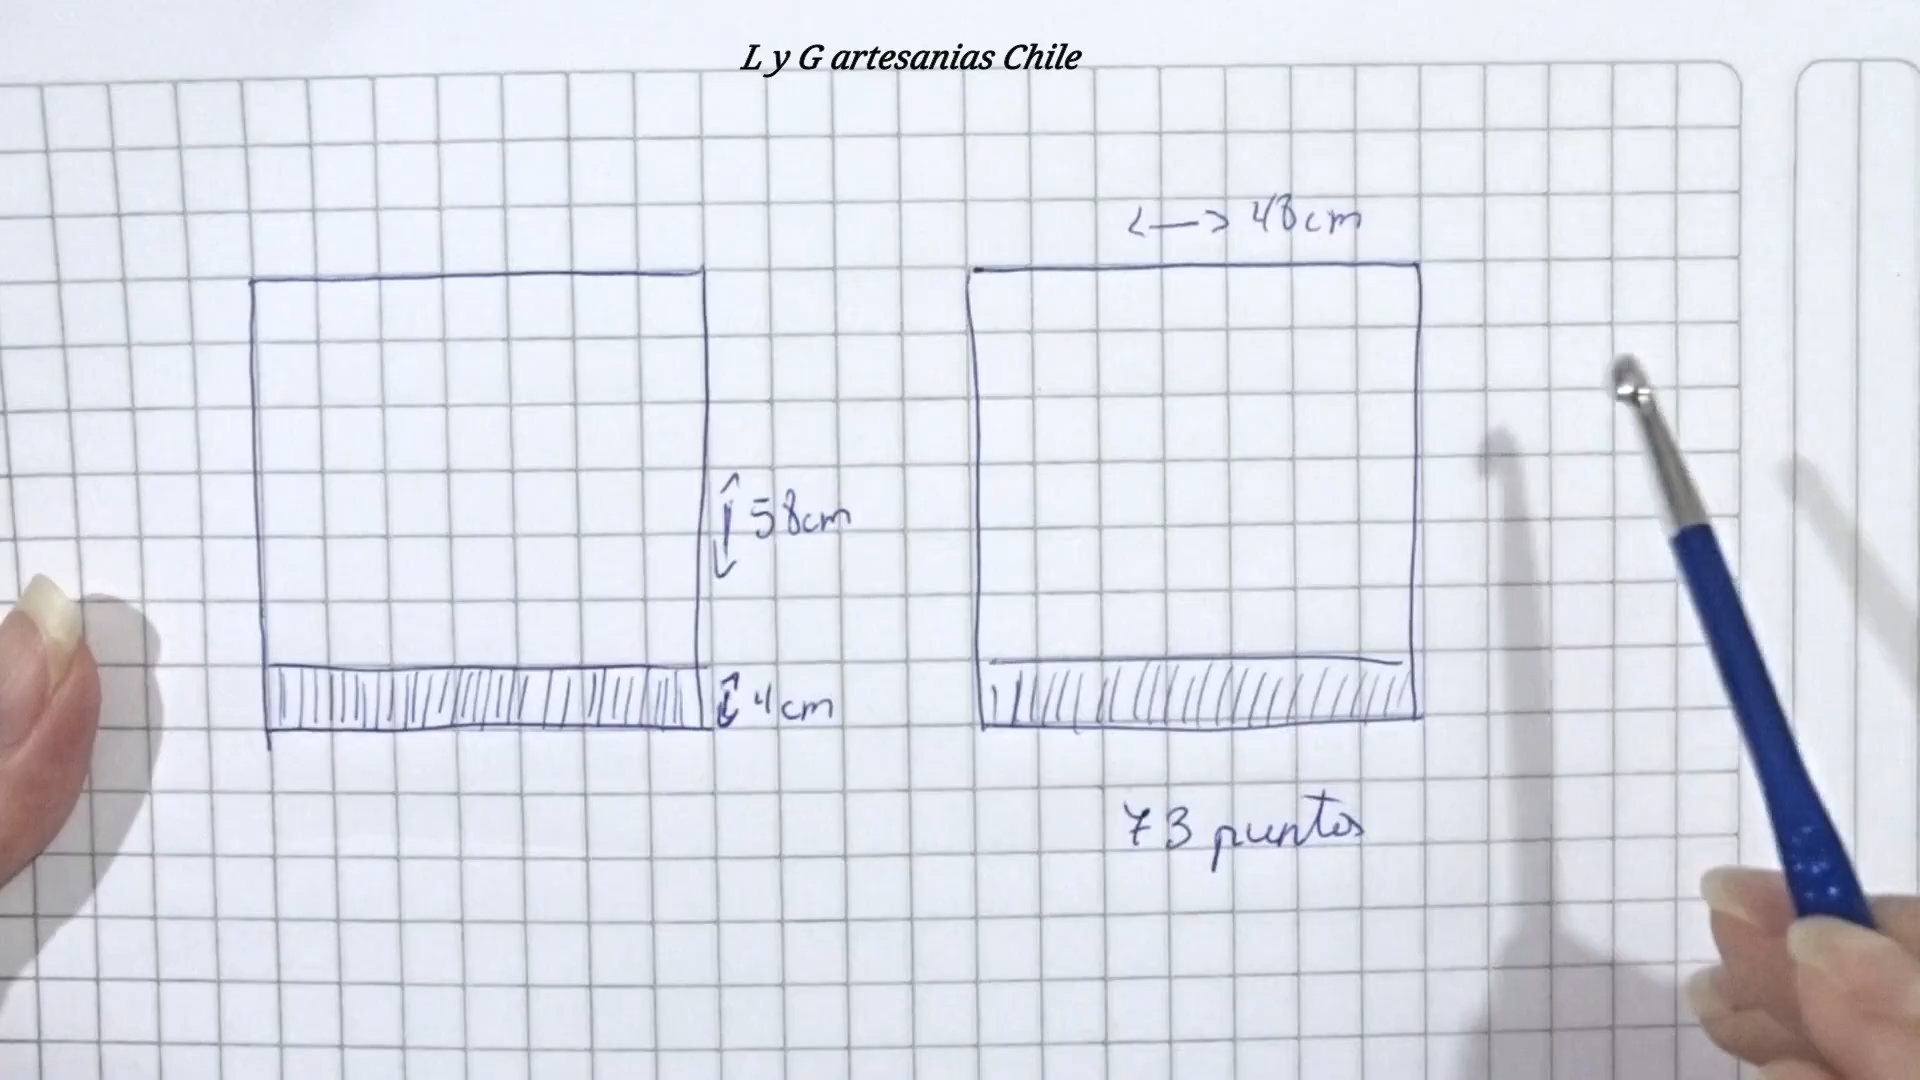 L y G artesanias Chile
<--> 48cm
58cm
4cm
73 puntos